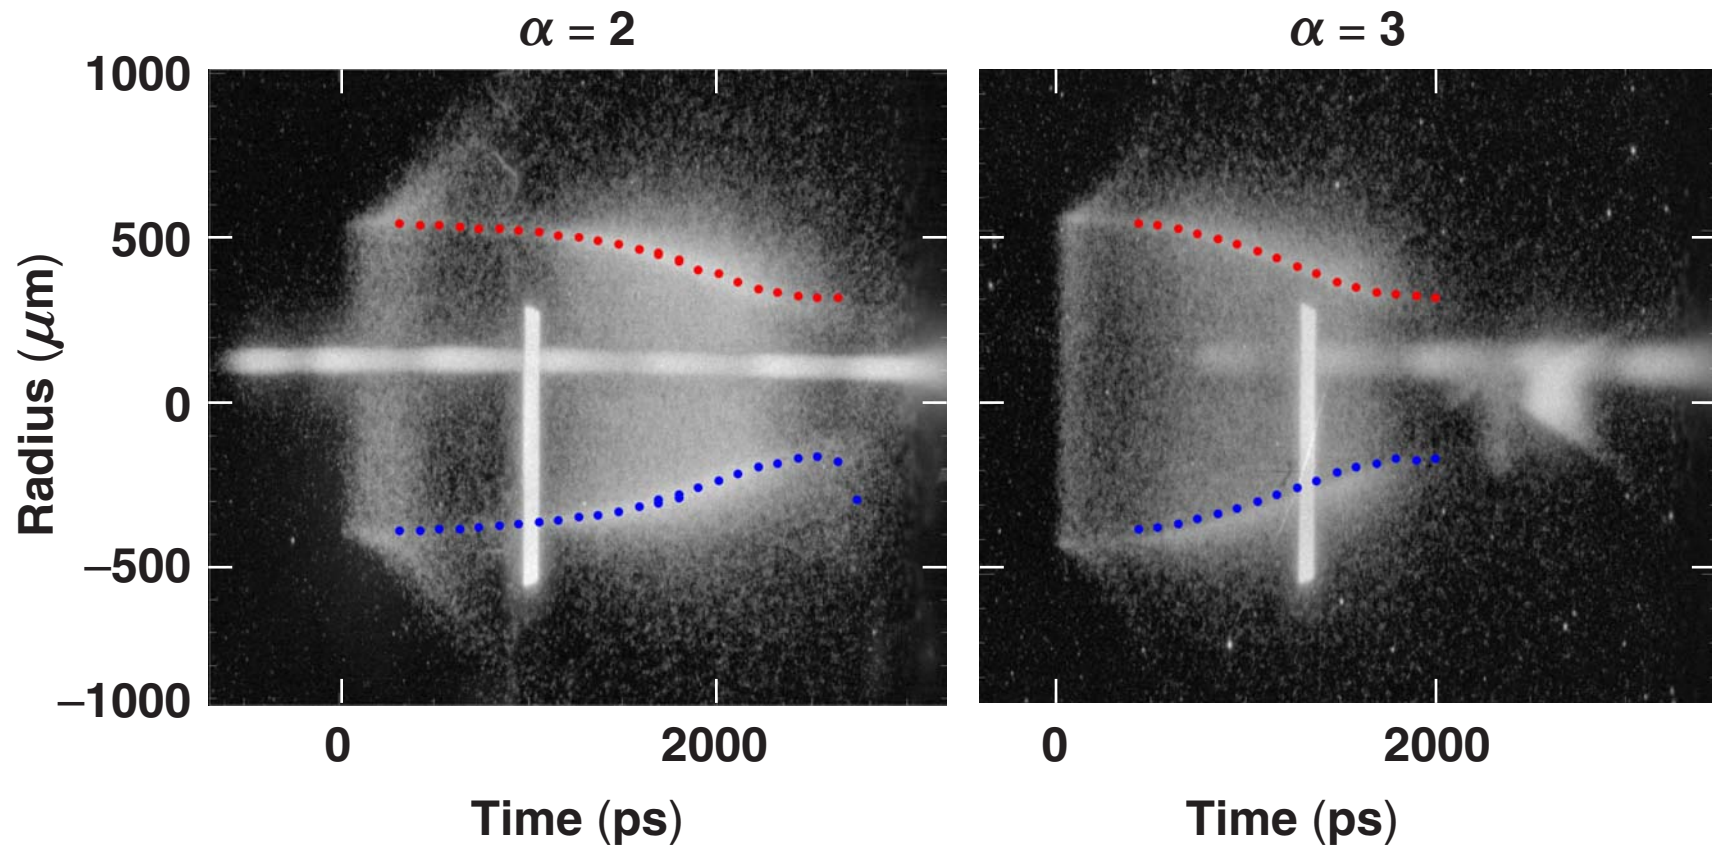 α = 2
α = 3
1000
500
0
–500
–1000
Radius (μm)
0
2000
0
2000
Time (ps)
Time (ps)